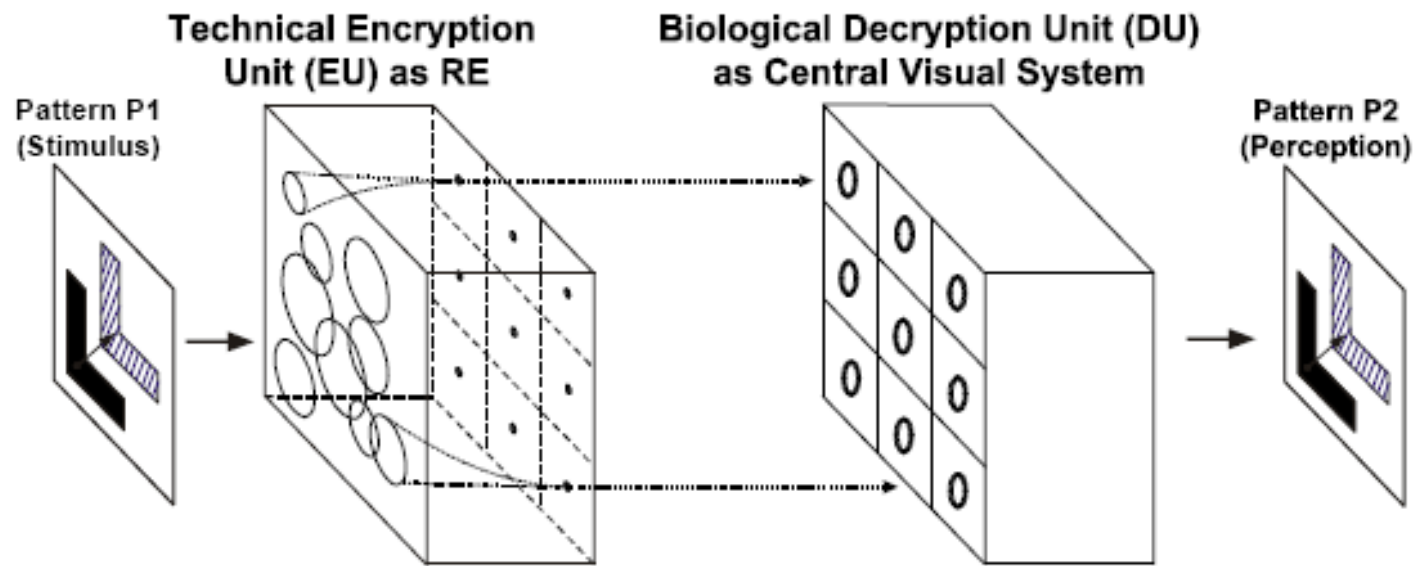 Technical Encryption
Unit (EU) as RE
Biological Decryption Unit (DU)
as Central Visual System
Pattern P1
(Stimulus)
Pattern P2
(Perception)